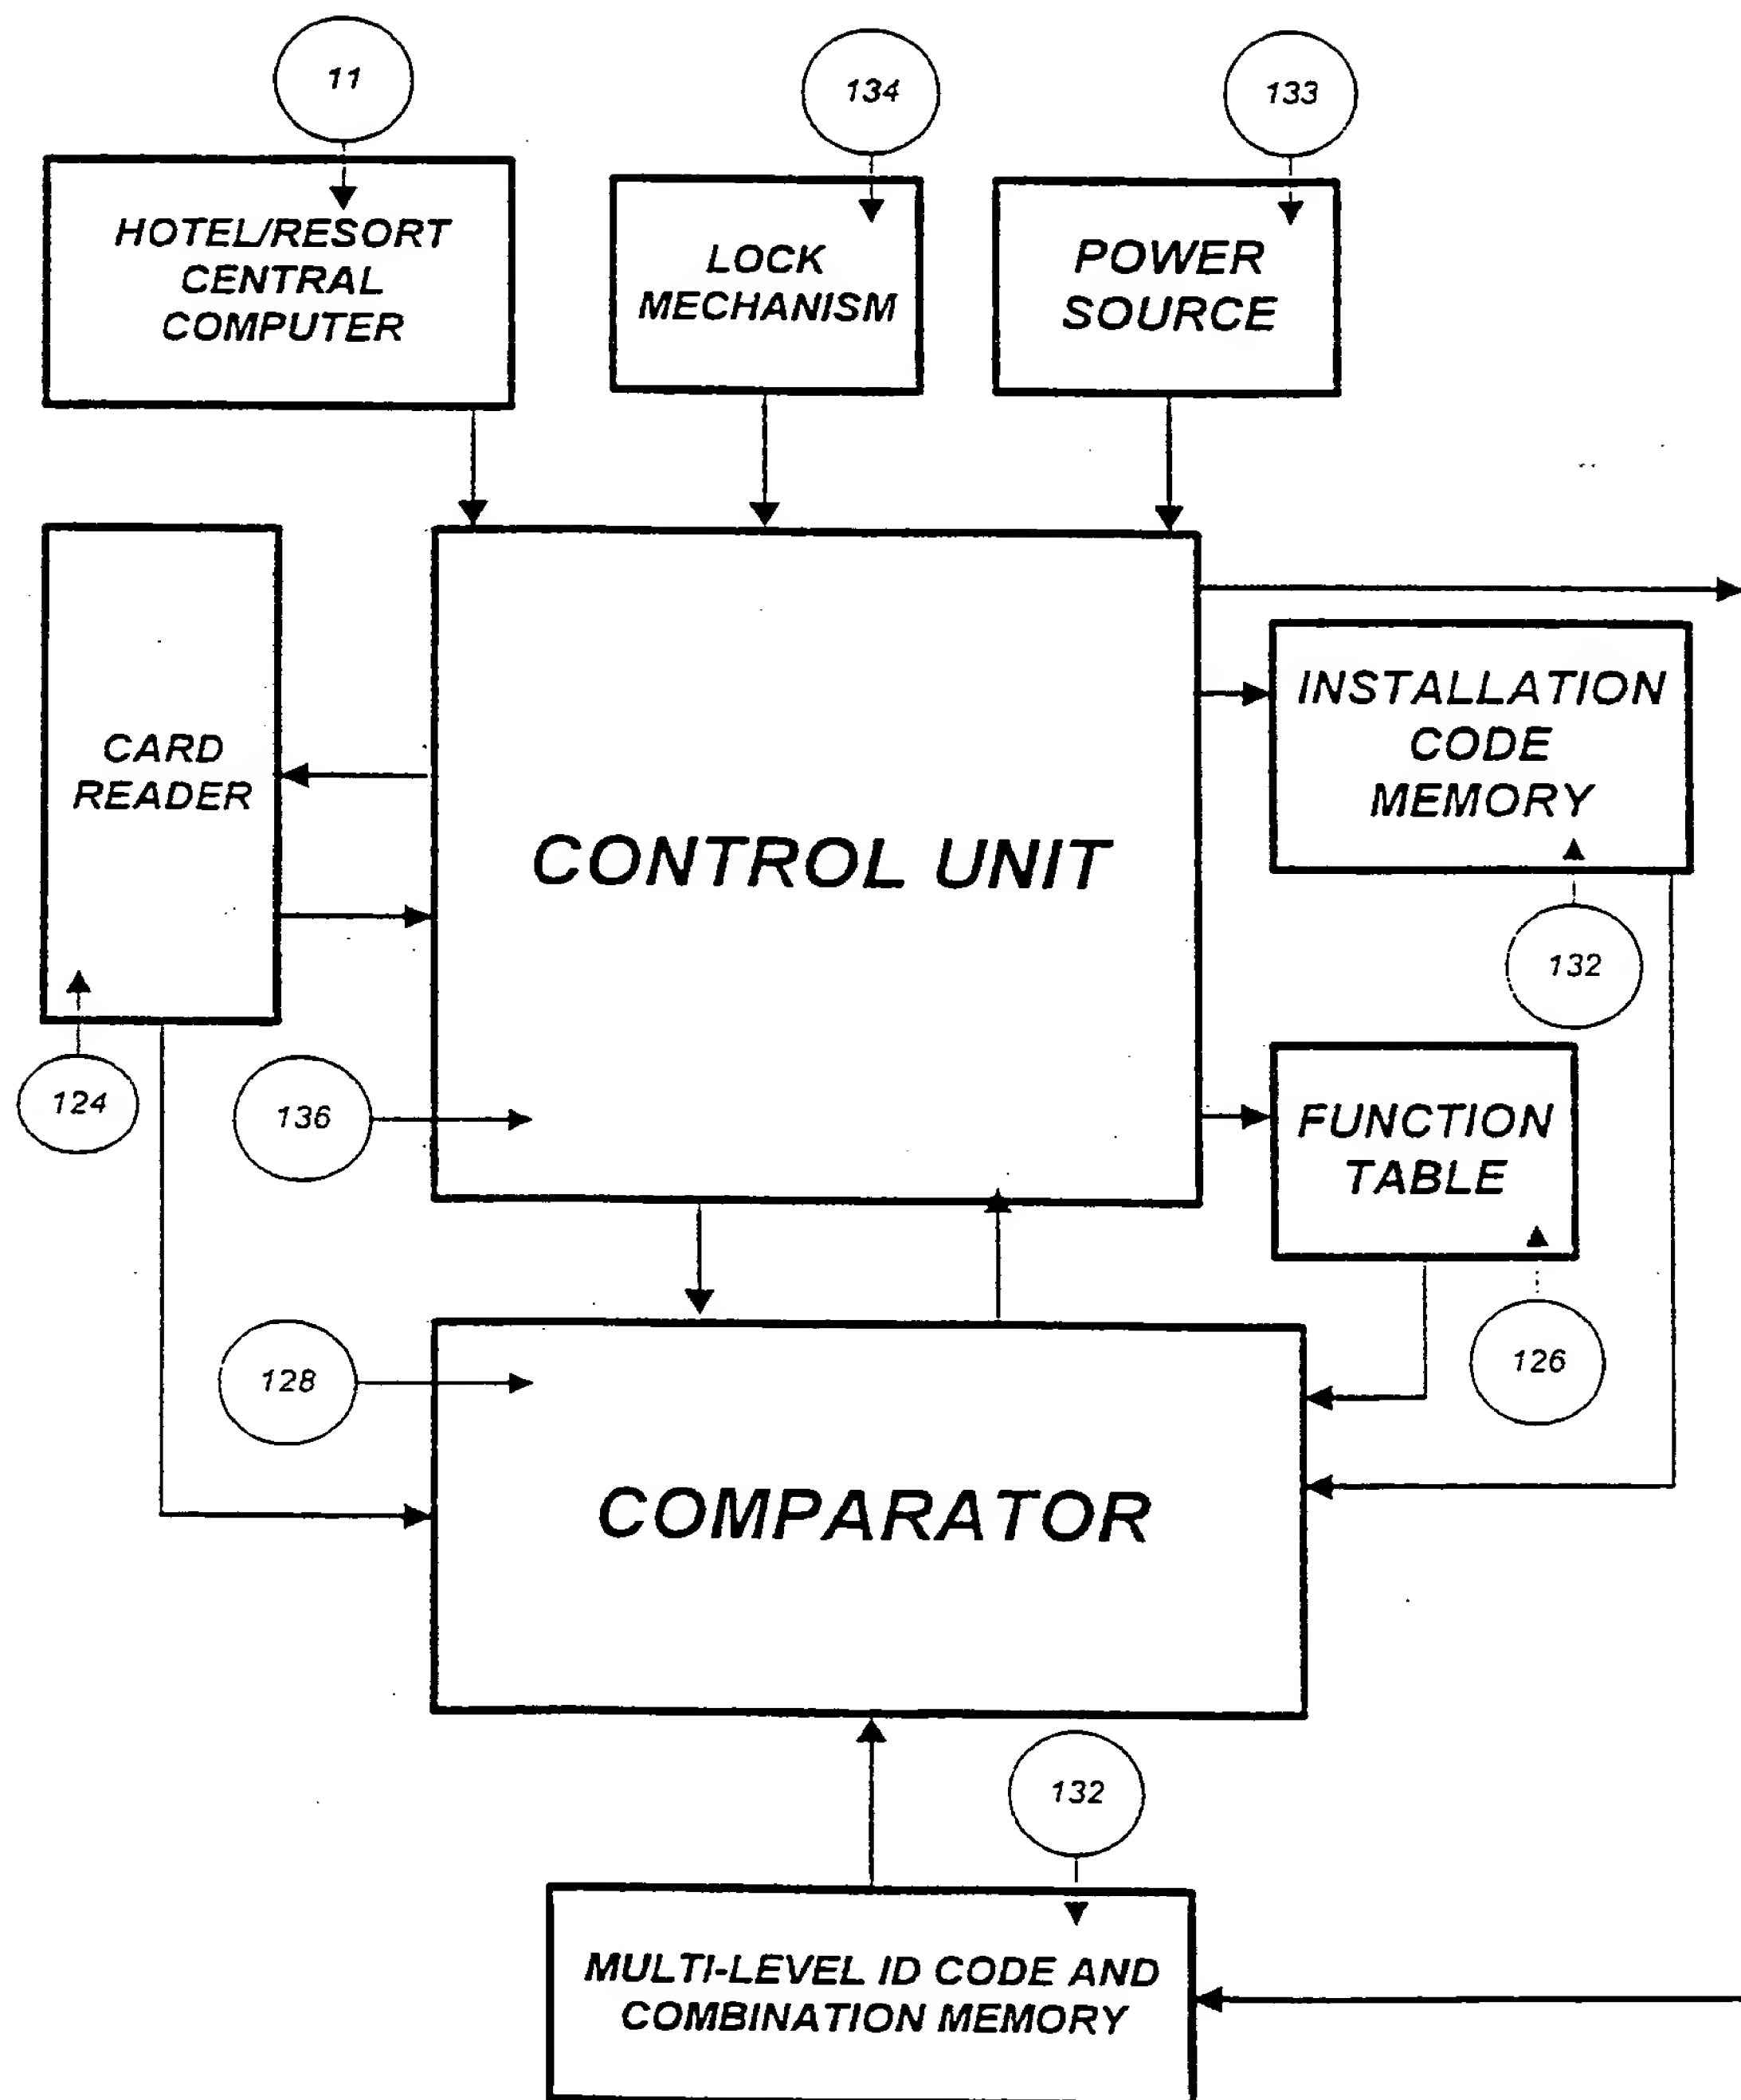 11
134
133
HOTEL/RESORT
CENTRAL
COMPUTER
LOCK
MECHANISM
POWER
SOURCE
CARD
READER
CONTROL UNIT
INSTALLATION
CODE
MEMORY
132
124
136
FUNCTION
TABLE
128
126
COMPARATOR
132
MULTI-LEVEL ID CODE AND
COMBINATION MEMORY